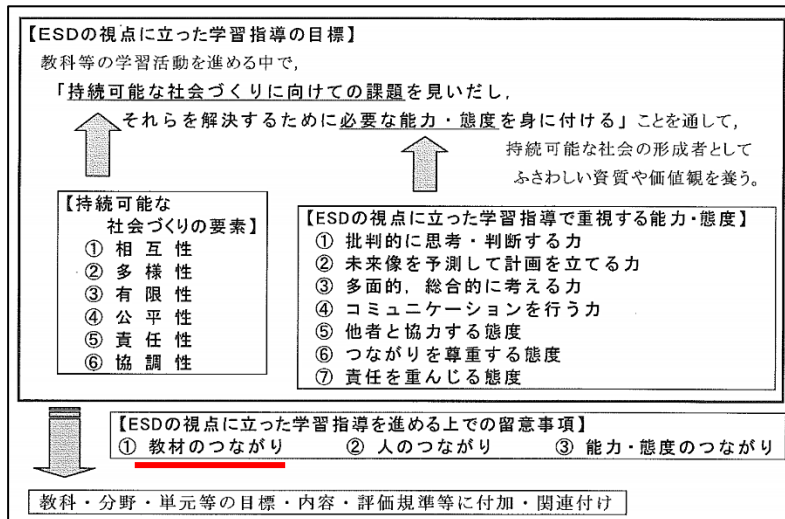 【ESDの視点に立った学習指導の目標】
教科等の学習活動を進める中で，
「持続可能な社会づくりに向けての課題を見いだし，
それらを解決するために必要な能力・態度を身に付ける」ことを通して，
持続可能な社会の形成者として
ふさわしい資質や価値観を養う。
【持続可能な
社会づくりの要素】
① 相互性
② 多様性
③ 有限性
④ 公平性
⑤ 責任性
⑥ 協調性
【ESDの視点に立った学習指導で重視する能力・態度】
① 批判的に思考・判断する力
② 未来像を予測して計画を立てる力
③ 多面的，総合的に考える力
④ コミュニケーションを行う力
⑤ 他者と協力する態度
⑥ つながりを尊重する態度
⑦ 責任を重んじる態度
【ESDの視点に立った学習指導を進める上での留意事項】
① 教材のつながり ② 人のつながり ③ 能力・態度のつながり
教科・分野・単元等の目標・内容・評価規準等に付加・関連付け